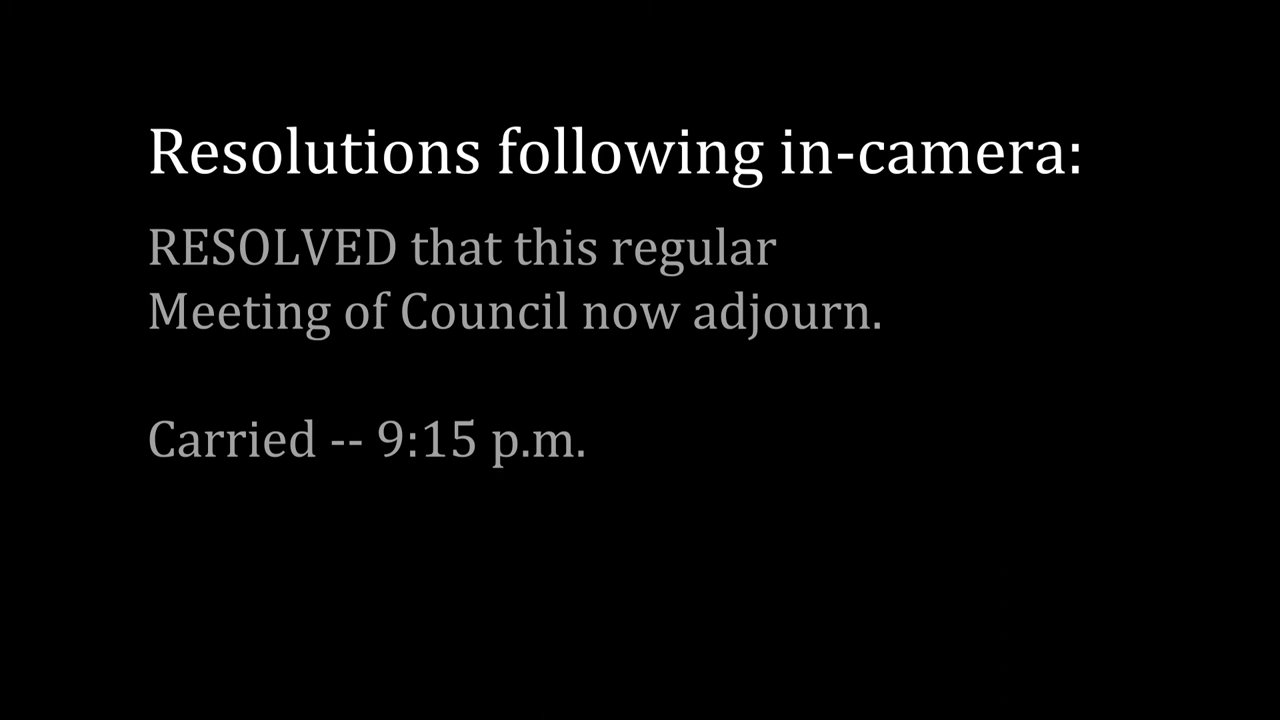 Resolutions following in-camera:
RESOLVED that this regular
Meeting of Council now adjourn.
Carried -- 9:15 p.m.